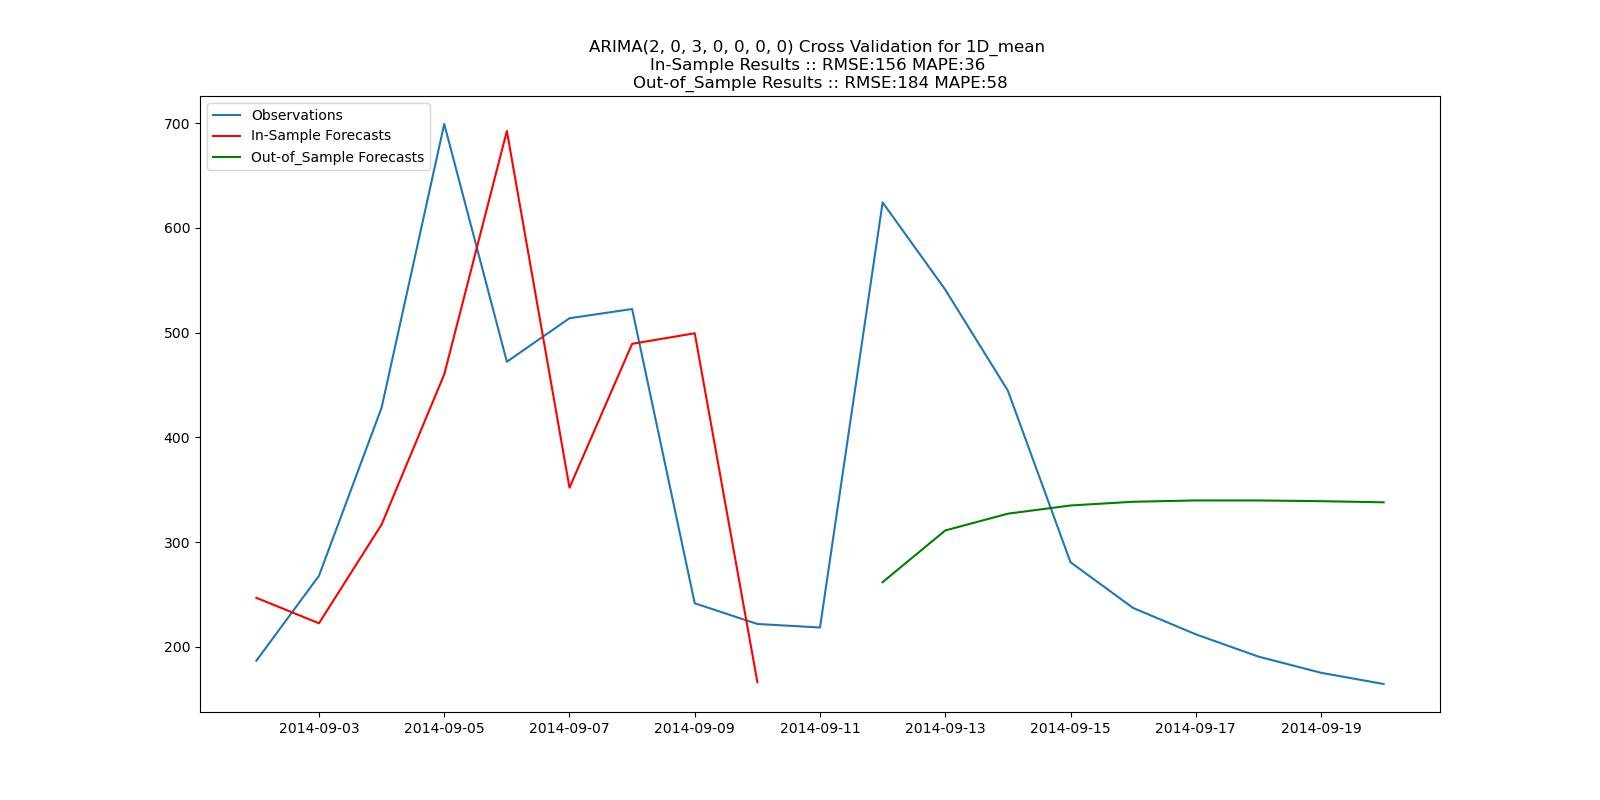 ARIMA(2, 0, 3, 0, 0, 0, 0) Cross Validation for 1D_mean
In-Sample Results :: RMSE:156 MAPE:36
Out-of_Sample Results :: RMSE:184 MAPE:58
Observations
In-Sample Forecasts
Out-of_Sample Forecasts
700
600
500
400
300
200
2014-09-03 2014-09-05 2014-09-07 2014-09-09 2014-09-11 2014-09-13 2014-09-15 2014-09-17 2014-09-19